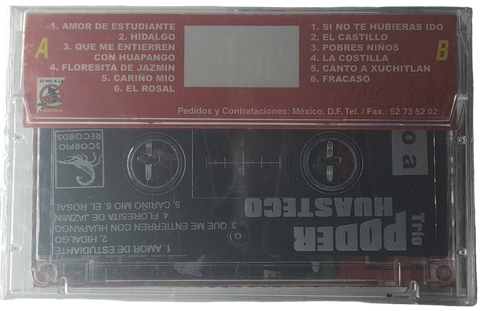 A
1. AMOR DE ESTUDIANTE
2. HIDALGO
3. QUE ME ENTIERREN
CON HUAPANGO
4. FLORESITA DE JAZMIN
5. CARIÑO MIO
6. EL ROSAL
1. SI NO TE HUBIERAS IDO
2. EL CASTILLO
3. POBRES NIÑOS
4. LA COSTILLA
5. CANTO A XUCHITLAN
6. FRACASO
B
Pedidos y Contrataciones: México, D.F. Tel. / Fax.: 52 73 52 02
o a
Trío
PODER
HUASTECO
SCORPIO
RECORDS
1. AMOR DE ESTUDIANTE
2. HIDALGO
3. QUE ME ENTIERREN CON HUAPANGO
4. FLORESITA DE JAZMIN
5. CARIÑO MIO 6. EL ROSAL